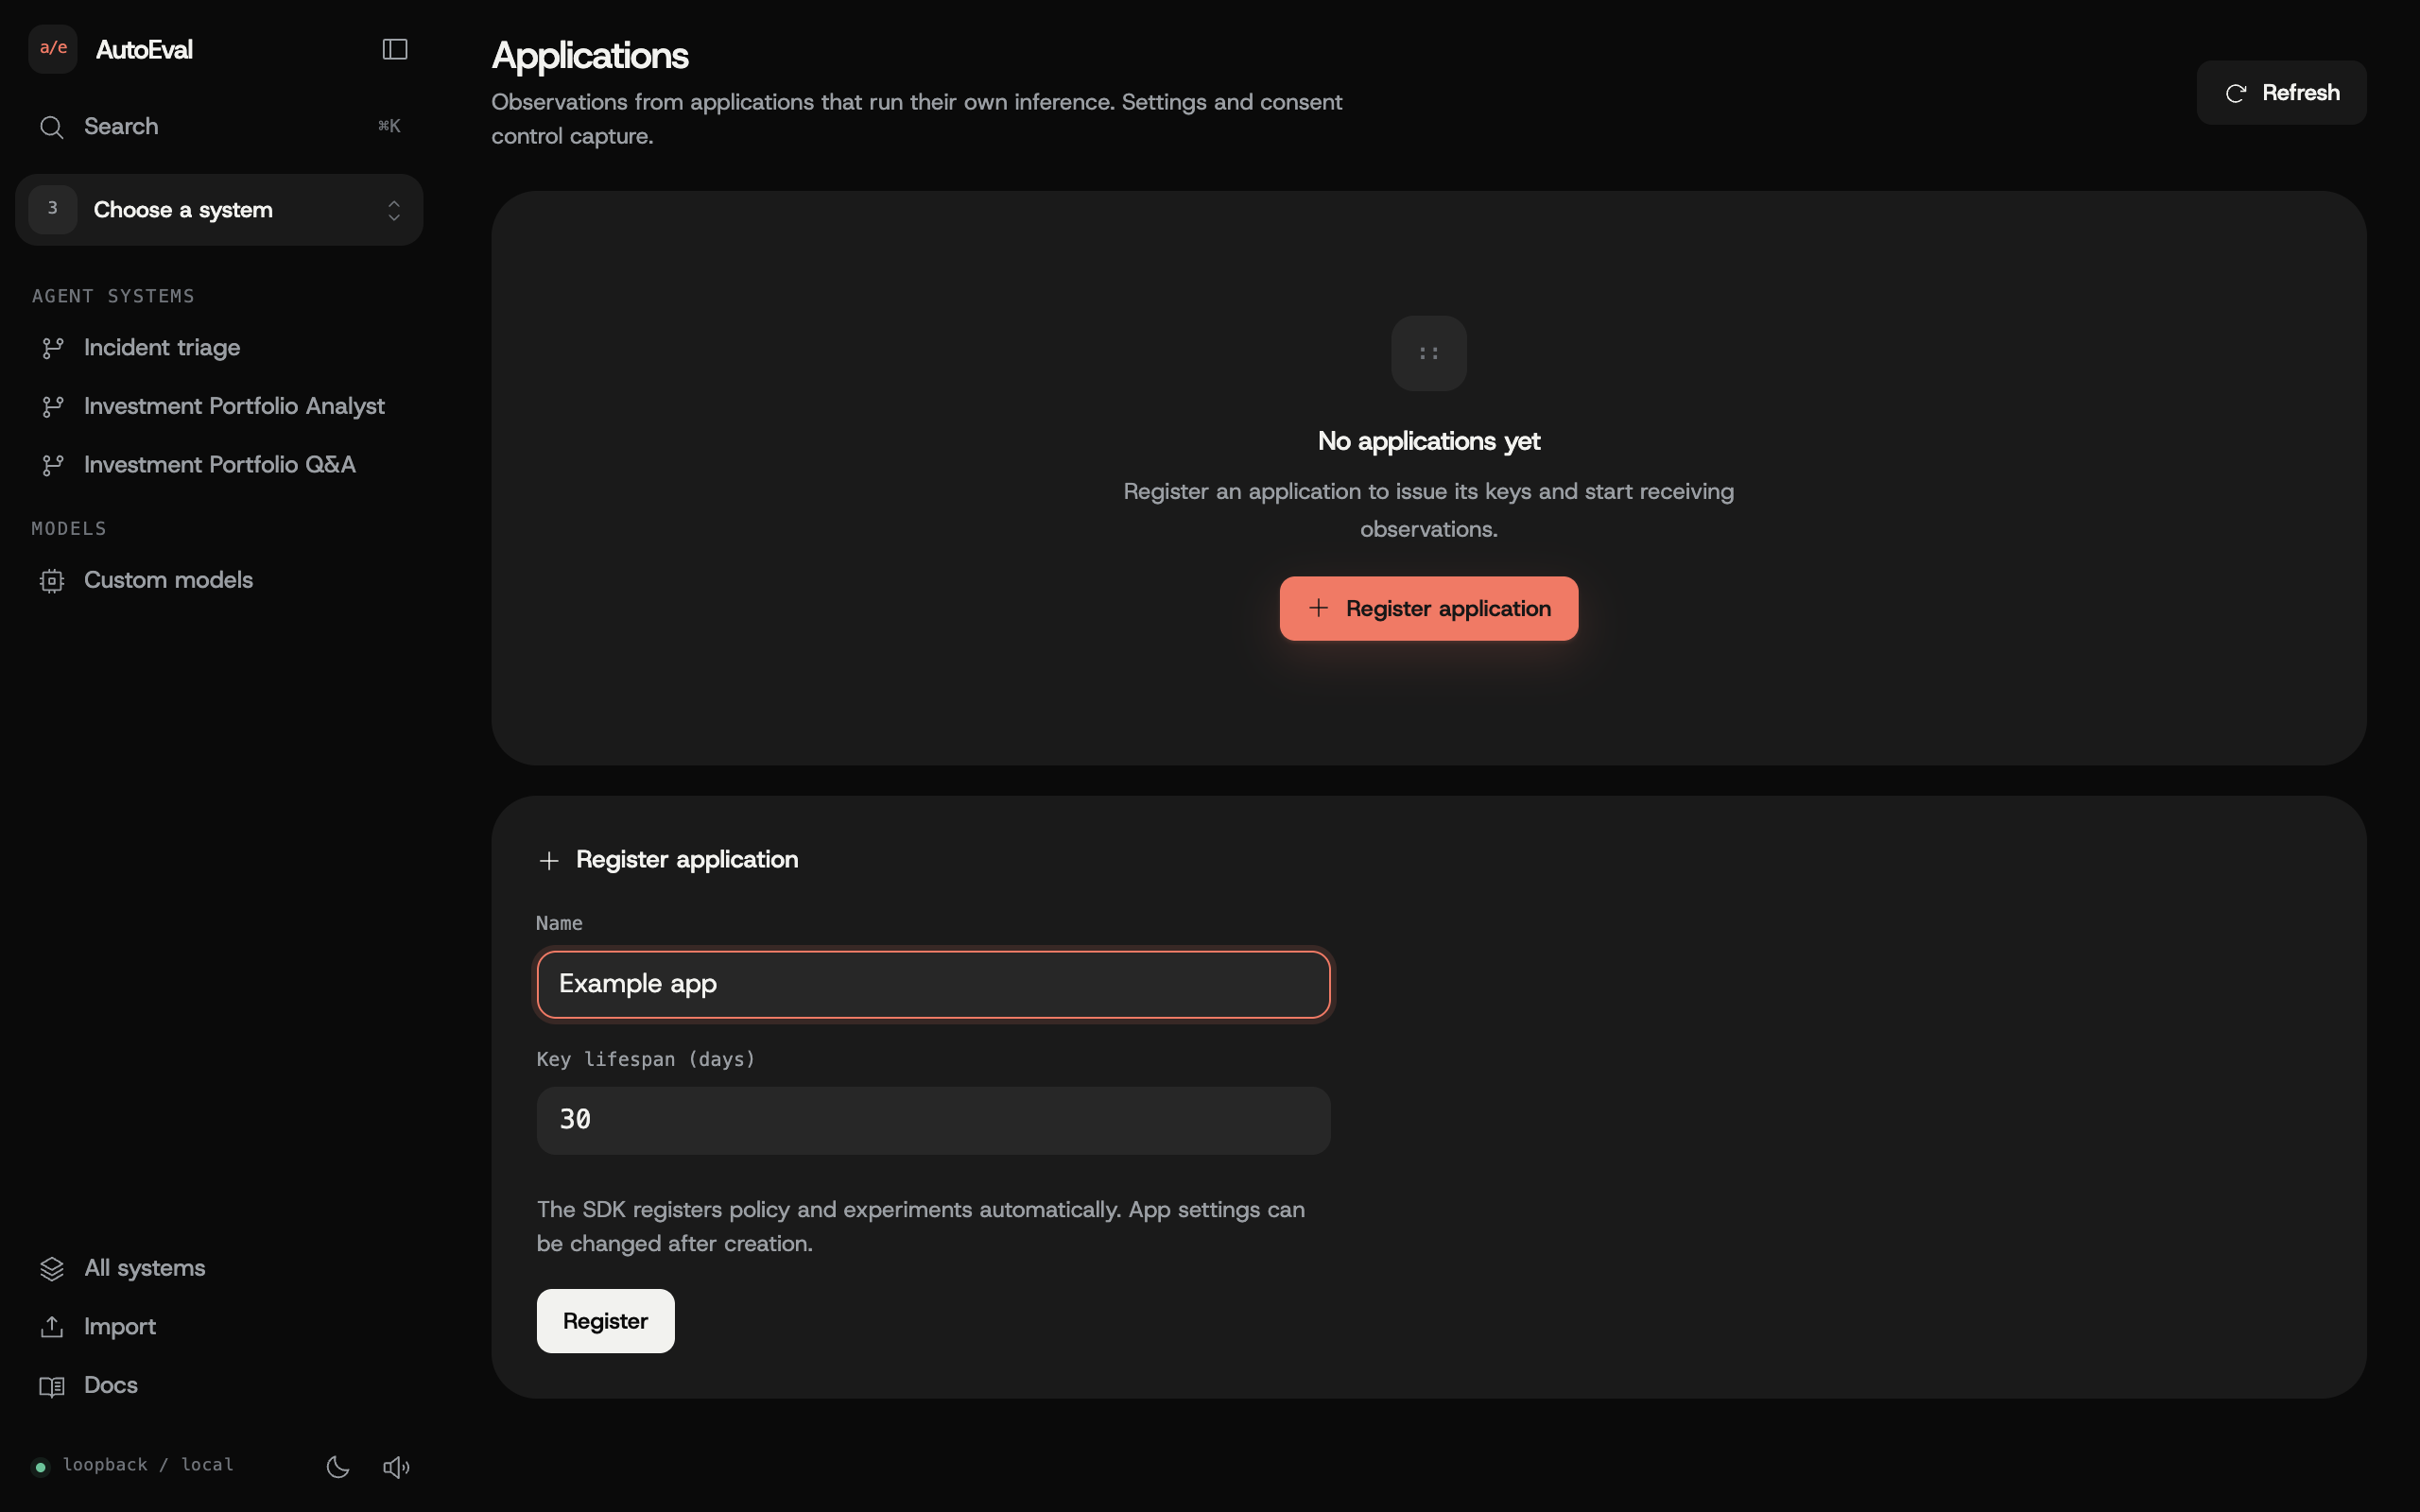 a/e AutoEval
Search ⌘K
3 Choose a system
AGENT SYSTEMS
Incident triage
Investment Portfolio Analyst
Investment Portfolio Q&A
MODELS
Custom models
All systems
Import
Docs
loopback / local
Applications
Observations from applications that run their own inference. Settings and consent
control capture.
Refresh
No applications yet
Register an application to issue its keys and start receiving
observations.
Register application
Register application
Name
Example app
Key lifespan (days)
30
The SDK registers policy and experiments automatically. App settings can
be changed after creation.
Register